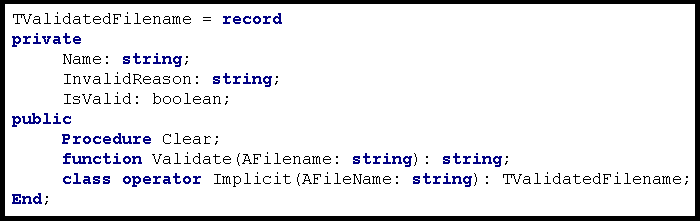 TValidatedFilename = record
private
Name: string;
InvalidReason: string;
IsValid: boolean;
public
Procedure Clear;
function Validate(AFilename: string): string;
class operator Implicit(AFileName: string): TValidatedFilename;
End;